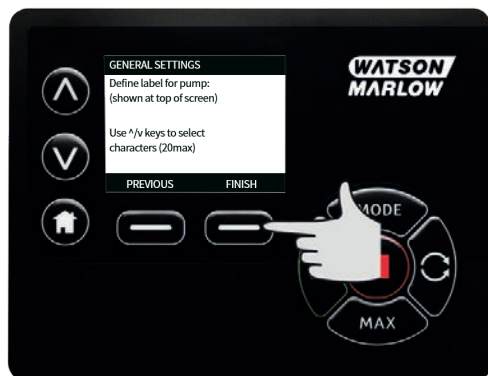 GENERAL SETTINGS
Define label for pump:
(shown at top of screen)
Use ^/v keys to select
characters (20max)
PREVIOUS FINISH
WATSON
MARLOW
MODE
MAX